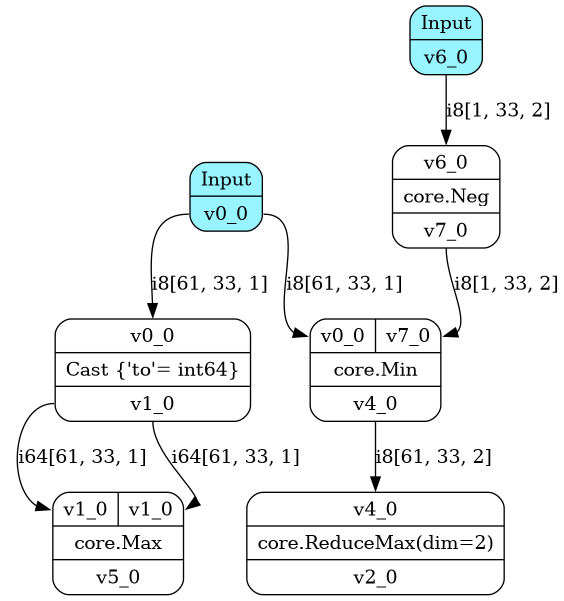 Input
v6_0
i8[1, 33, 2]
v6_0
core.Neg
v7_0
Input
v0_0
i8[61, 33, 1]
i8[61, 33, 1]
i8[1, 33, 2]
v0_0
Cast {'to'= int64}
v1_0
v0_0 v7_0
core.Min
v4_0
i64[61, 33, 1]
i64[61, 33, 1]
i8[61, 33, 2]
v1_0 v1_0
core.Max
v5_0
v4_0
core.ReduceMax(dim=2)
v2_0